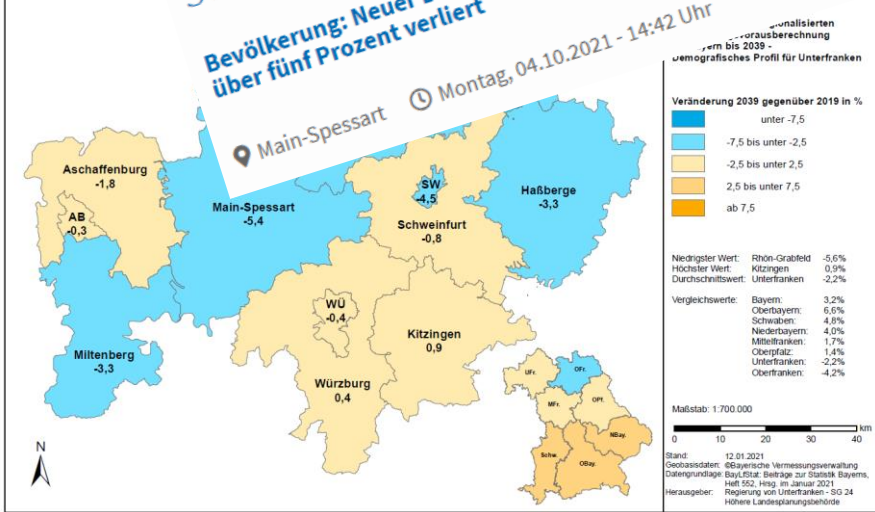 Bevölkerung: Neuer
über fünf Prozent verliert
Main-Spessart Montag, 04.10.2021 - 14:42 Uhr
bis 2039 -
Demografisches Profil für Unterfranken
Veränderung 2039 gegenüber 2019 in %
unter -7,5
-7,5 bis unter -2,5
-2,5 bis unter 2,5
2,5 bis unter 7,5
ab 7,5
Aschaffenburg
-1,8
AB
-0,3
Main-Spessart
-5,4
SW
-4,5
Schweinfurt
-0,8
Haßberge
-3,3
Miltenberg
-3,3
WÜ
-0,4
Würzburg
0,4
Kitzingen
0,9
Niedrigster Wert: Rhön-Grabfeld -5,6%
Höchster Wert: Kitzingen 0,9%
Durchschnittswert: Unterfranken -2,2%
Vergleichswerte: Bayern: 3,2%
Oberbayern: 6,6%
Schwaben: 4,8%
Niederbayern: 4,0%
Mittelfranken: 1,7%
Oberpfalz: 1,4%
Unterfranken: -2,2%
Oberfranken: -4,2%
UFr.
OFr.
MFr.
OPf.
Schw.
NBay.
OBay.
Maßstab: 1:700.000
0 10 20 30 40 km
N
Stand: 12.01.2021
Geobasisdaten: ©Bayerische Vermessungsverwaltung
Datengrundlage: BayLfStat: Beiträge zur Statistik Bayerns,
Heft 552, Hrsg. im Januar 2021
Herausgeber: Regierung von Unterfranken - SG 24
Höhere Landesplanungsbehörde